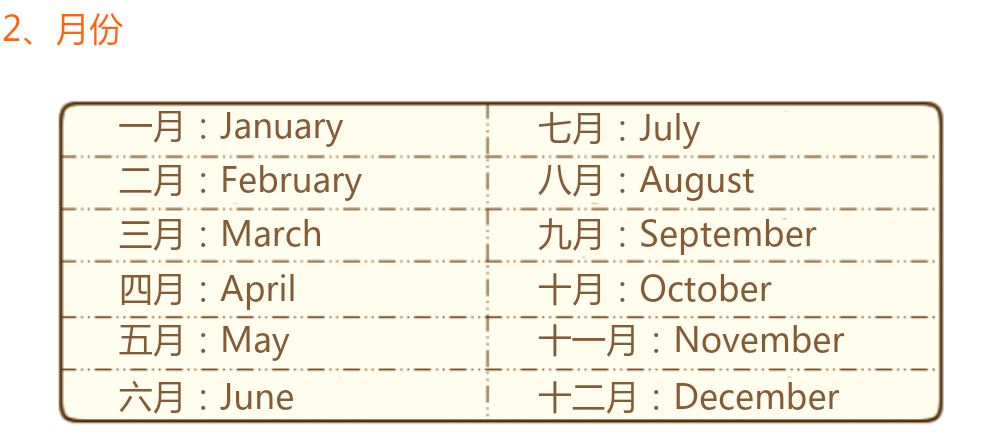 2、月份
一月：January
七月：July
二月：February
八月：August
三月：March
九月：September
四月：April
十月：October
五月：May
十一月：November
六月：June
十二月：December